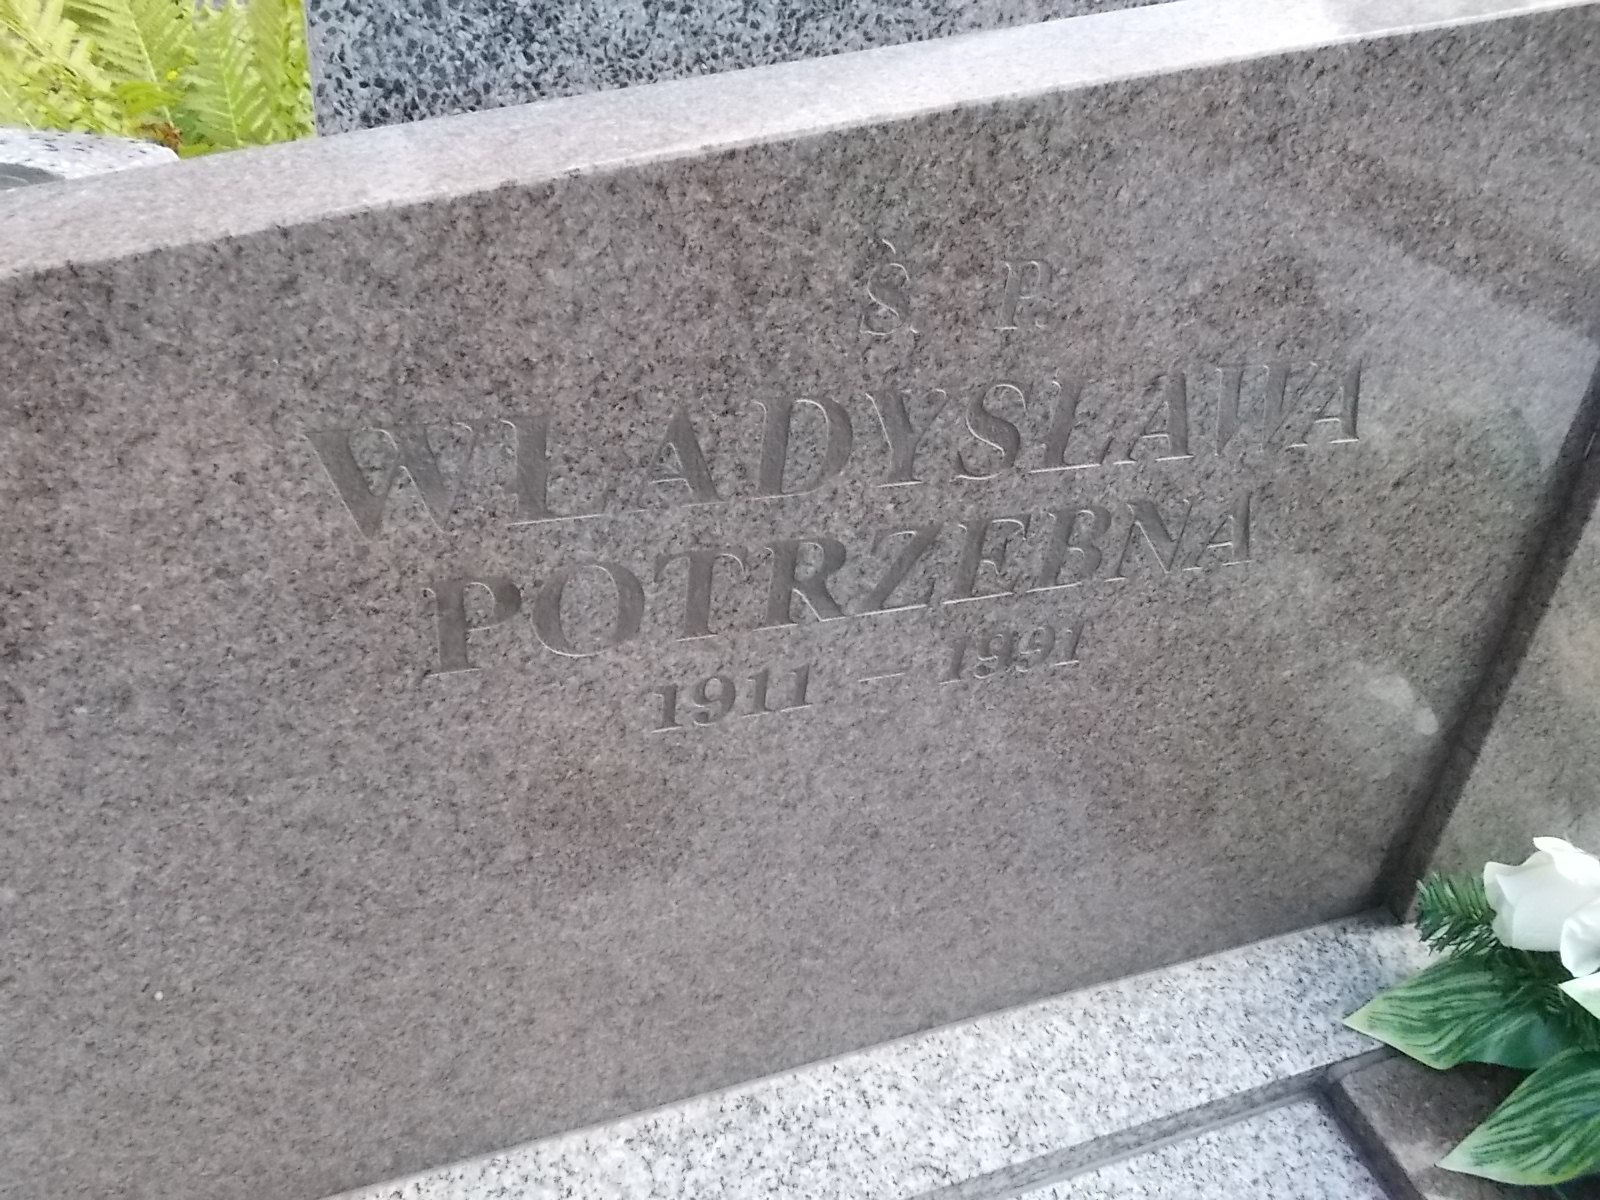 Ś. P.
WŁADYSŁAWA
POTRZEBNA
1911 – 1991